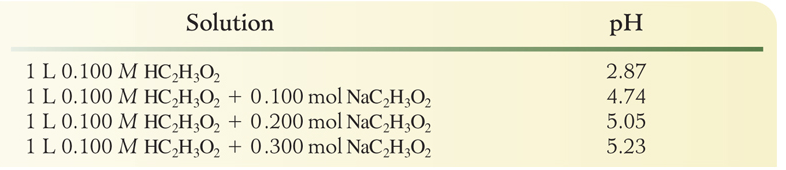 Solution pH
1 L 0.100 M HC₂H₃O₂ 2.87
1 L 0.100 M HC₂H₃O₂ + 0.100 mol NaC₂H₃O₂ 4.74
1 L 0.100 M HC₂H₃O₂ + 0.200 mol NaC₂H₃O₂ 5.05
1 L 0.100 M HC₂H₃O₂ + 0.300 mol NaC₂H₃O₂ 5.23